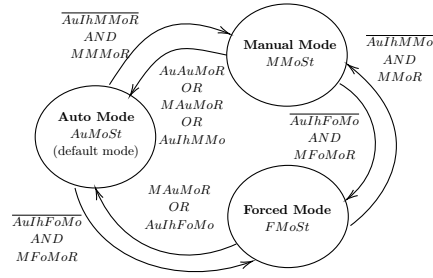 AuIhMMoR
AND
MMMoR
Manual Mode
MMoSt
AuIhMMo
AND
MMoR
AuAuMoR
OR
MAuMoR
OR
AuIhMMo
Auto Mode
AuMoSt
(default mode)
AuIhFoMo
AND
MFoMoR
MAuMoR
OR
AuIhFoMo
Forced Mode
FMoSt
AuIhFoMo
AND
MFoMoR